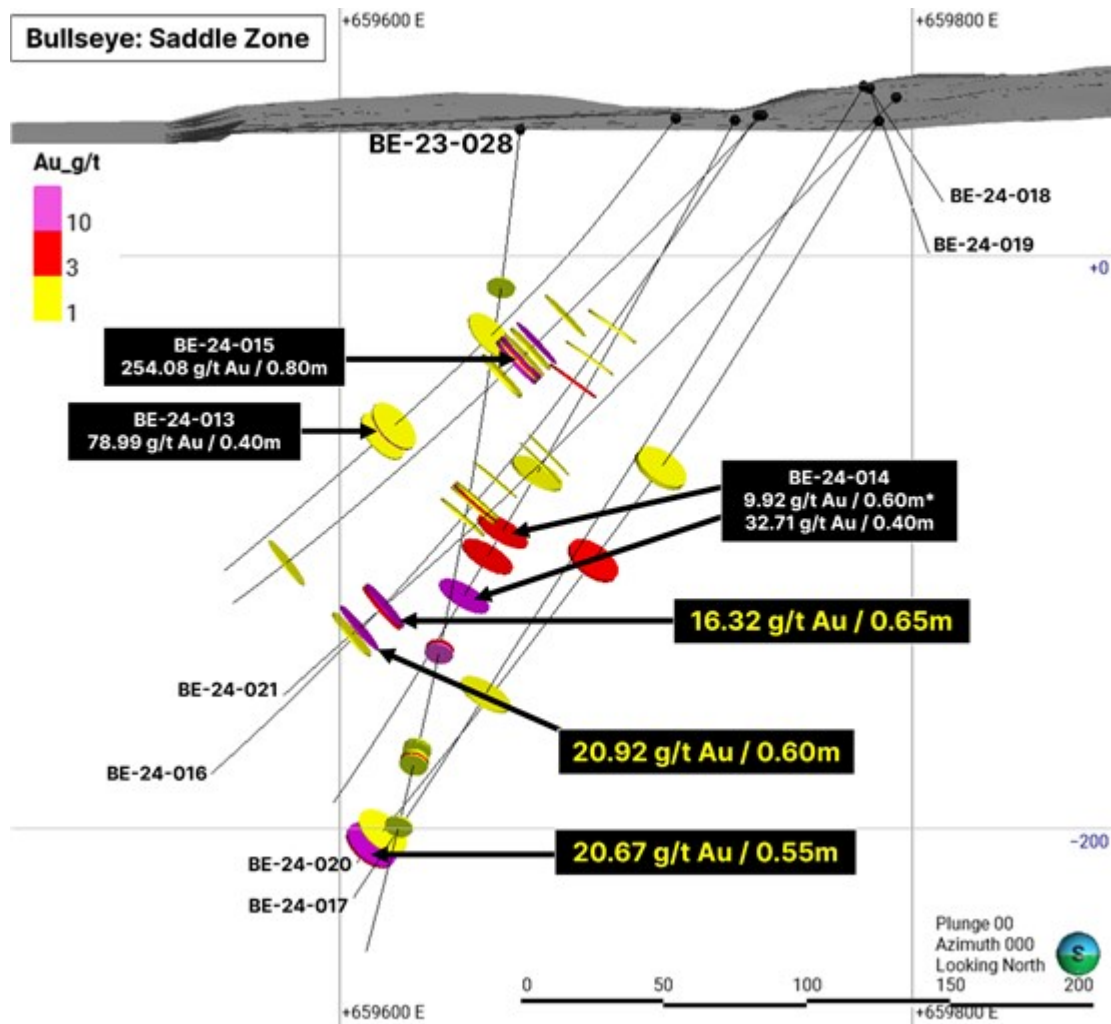 Bullseye: Saddle Zone
+659600 E
+659800 E
BE-23-028
Au_g/t
10
3
1
BE-24-018
BE-24-019
+0
BE-24-015
254.08 g/t Au / 0.80m
BE-24-013
78.99 g/t Au / 0.40m
BE-24-014
9.92 g/t Au / 0.60m*
32.71 g/t Au / 0.40m
16.32 g/t Au / 0.65m
BE-24-021
20.92 g/t Au / 0.60m
BE-24-016
-200
20.67 g/t Au / 0.55m
BE-24-020
BE-24-017
Plunge 00
Azimuth 000
Looking North
S
0 50 100 150 200
+659600 E
+659800 E